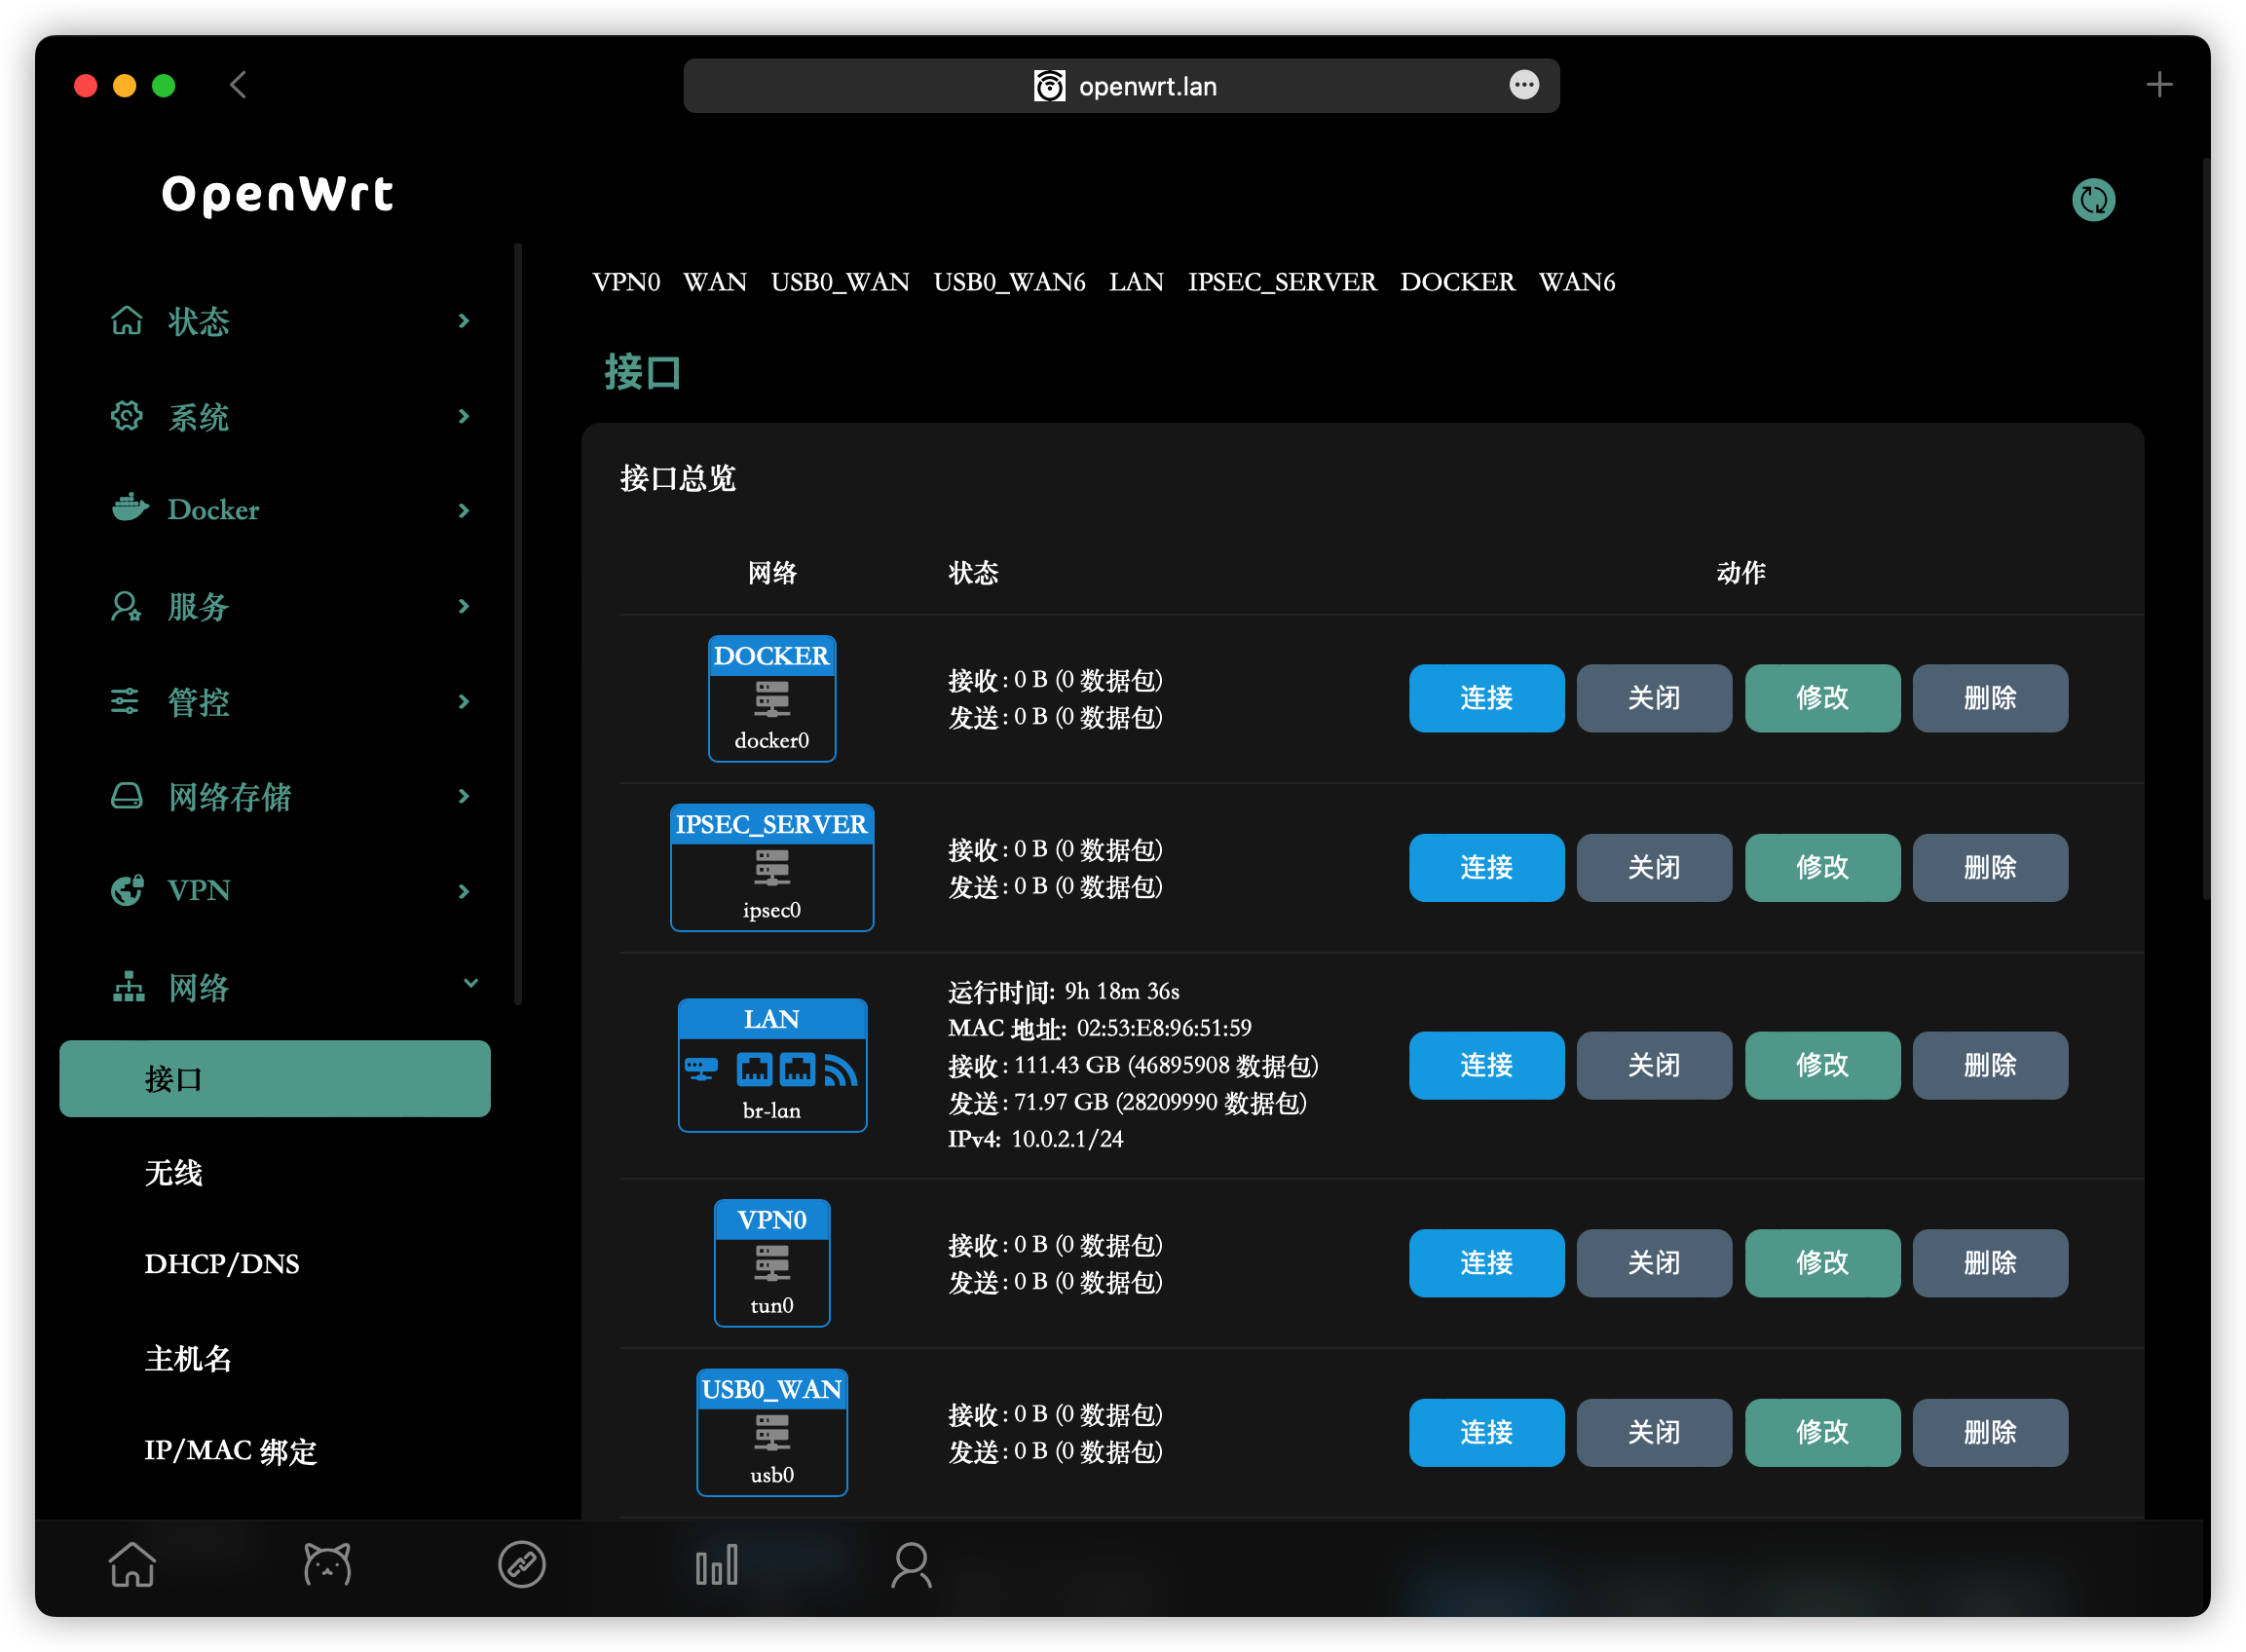 openwrt.lan
OpenWrt
状态
系统
Docker
服务
管控
网络存储
VPN
网络
接口
无线
DHCP/DNS
主机名
IP/MAC 绑定
VPN0 WAN USB0_WAN USB0_WAN6 LAN IPSEC_SERVER DOCKER WAN6
接口
接口总览
网络 状态 动作
DOCKER
docker0
接收: 0 B (0 数据包)
发送: 0 B (0 数据包)
连接 关闭 修改 删除
IPSEC_SERVER
ipsec0
接收: 0 B (0 数据包)
发送: 0 B (0 数据包)
连接 关闭 修改 删除
LAN
br-lan
运行时间: 9h 18m 36s
MAC 地址: 02:53:E8:96:51:59
接收: 111.43 GB (46895908 数据包)
发送: 71.97 GB (28209990 数据包)
IPv4: 10.0.2.1/24
连接 关闭 修改 删除
VPN0
tun0
接收: 0 B (0 数据包)
发送: 0 B (0 数据包)
连接 关闭 修改 删除
USB0_WAN
usb0
接收: 0 B (0 数据包)
发送: 0 B (0 数据包)
连接 关闭 修改 删除